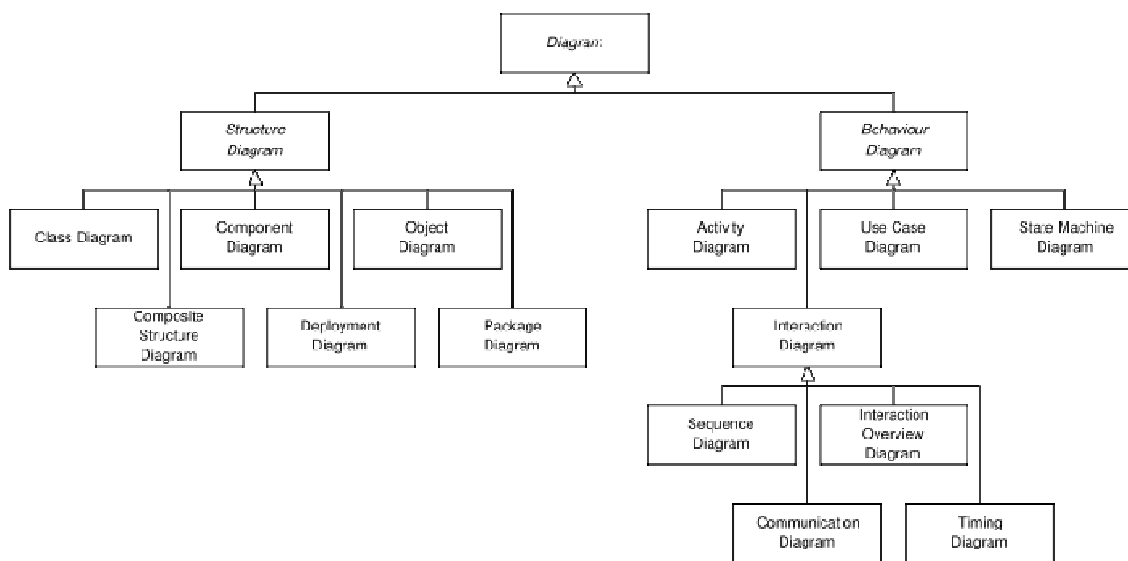 Diagram
Structure
Diagram
Behaviour
Diagram
Class Diagram
Component
Diagram
Object
Diagram
Activity
Diagram
Use Case
Diagram
State Machine
Diagram
Composite
Structure
Diagram
Deployment
Diagram
Package
Diagram
Interaction
Diagram
Sequence
Diagram
Interaction
Overview
Diagram
Communication
Diagram
Timing
Diagram